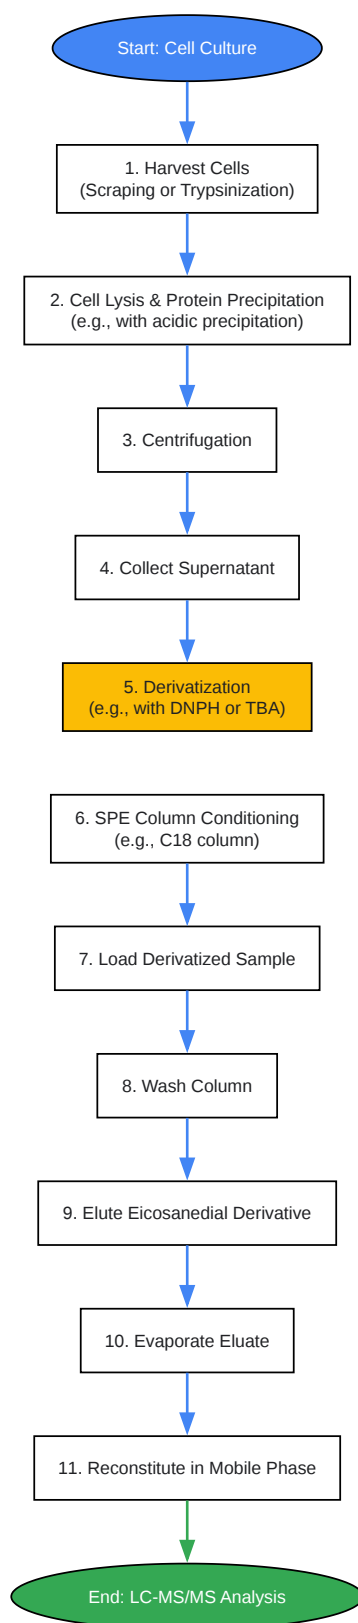 Start: Cell Culture
1. Harvest Cells
(Scraping or Trypsinization)
2. Cell Lysis & Protein Precipitation
(e.g., with acidic precipitation)
3. Centrifugation
4. Collect Supernatant
5. Derivatization
(e.g., with DNPH or TBA)
6. SPE Column Conditioning
(e.g., C18 column)
7. Load Derivatized Sample
8. Wash Column
9. Elute Eicosanedial Derivative
10. Evaporate Eluate
11. Reconstitute in Mobile Phase
End: LC-MS/MS Analysis